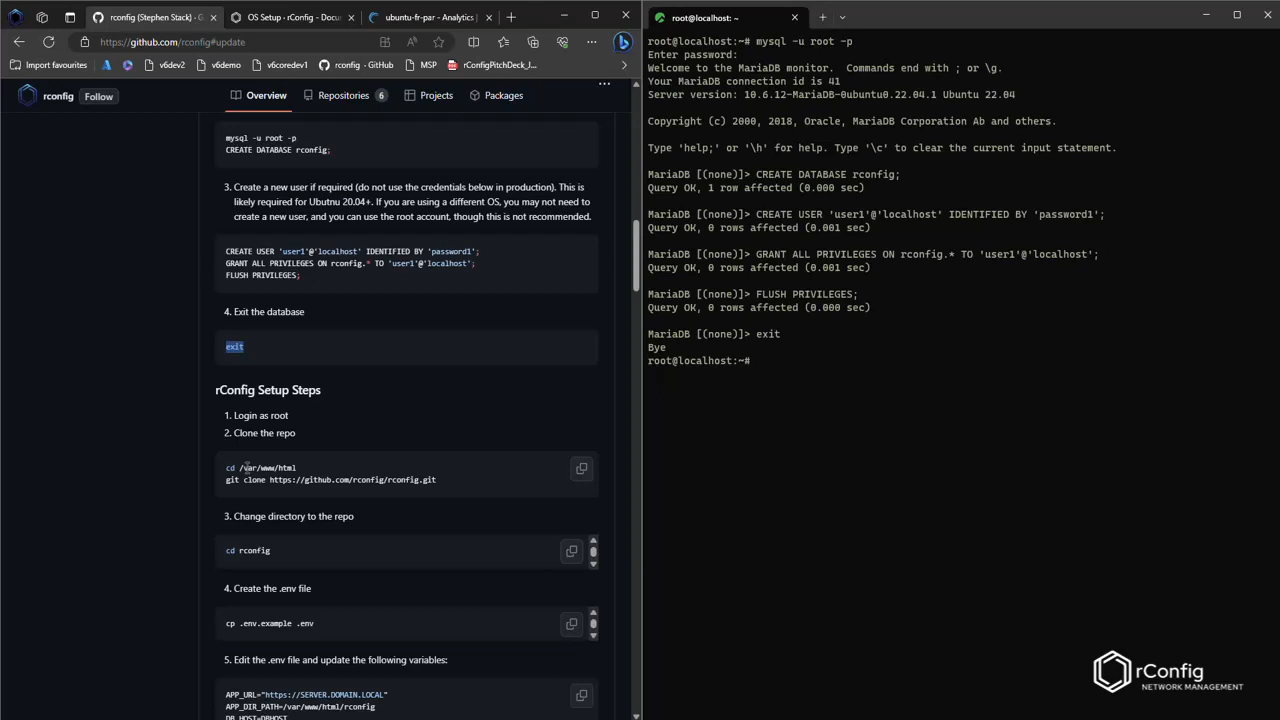 rconfig (Stephen Stack) · G
OS Setup · rConfig - Docu
ubuntu-fr-par - Analytics |
https://github.com/rconfig#update
Import favourites
v6dev2
v6demo
v6coredev1
rconfig · GitHub
MSP
rConfigPitchDeck_J...
rconfig
Follow
Overview
Repositories 6
Projects
Packages
mysql -u root -p
CREATE DATABASE rconfig;
3. Create a new user if required (do not use the credentials below in production). This is
likely required for Ubutnu 20.04+. If you are using a different OS, you may not need to
create a new user, and you can use the root account, though this is not recommended.
CREATE USER 'user1'@'localhost' IDENTIFIED BY 'password1';
GRANT ALL PRIVILEGES ON rconfig.* TO 'user1'@'localhost';
FLUSH PRIVILEGES;
4. Exit the database
exit
rConfig Setup Steps
1. Login as root
2. Clone the repo
cd /var/www/html
git clone https://github.com/rconfig/rconfig.git
3. Change directory to the repo
cd rconfig
4. Create the .env file
cp .env.example .env
5. Edit the .env file and update the following variables:
APP_URL="https://SERVER.DOMAIN.LOCAL"
APP_DIR_PATH=/var/www/html/rconfig
DB_HOST=DBHOST
root@localhost: ~
root@localhost:~# mysql -u root -p
Enter password:
Welcome to the MariaDB monitor.  Commands end with ; or \g.
Your MariaDB connection id is 41
Server version: 10.6.12-MariaDB-0ubuntu0.22.04.1 Ubuntu 22.04
Copyright (c) 2000, 2018, Oracle, MariaDB Corporation Ab and others.
Type 'help;' or '\h' for help. Type '\c' to clear the current input statement.
MariaDB [(none)]> CREATE DATABASE rconfig;
Query OK, 1 row affected (0.000 sec)
MariaDB [(none)]> CREATE USER 'user1'@'localhost' IDENTIFIED BY 'password1';
Query OK, 0 rows affected (0.001 sec)
MariaDB [(none)]> GRANT ALL PRIVILEGES ON rconfig.* TO 'user1'@'localhost';
Query OK, 0 rows affected (0.001 sec)
MariaDB [(none)]> FLUSH PRIVILEGES;
Query OK, 0 rows affected (0.000 sec)
MariaDB [(none)]> exit
Bye
root@localhost:~#
rConfig
NETWORK MANAGEMENT